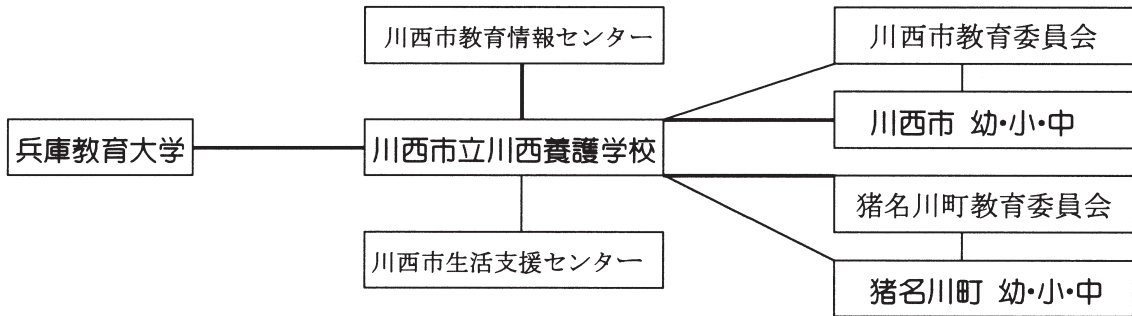 川西市教育情報センター
川西市教育委員会
川西市 幼・小・中
兵庫教育大学
川西市立川西養護学校
猪名川町教育委員会
川西市生活支援センター
猪名川町 幼・小・中